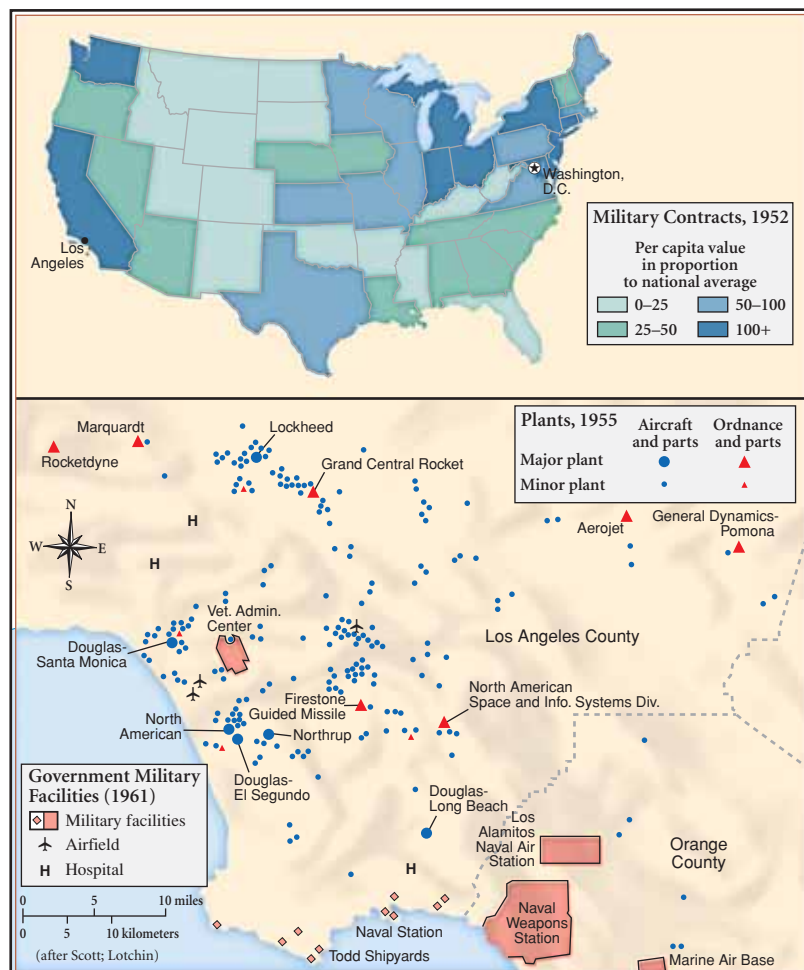 Washington,
D.C.
Los
Angeles
Military Contracts, 1952
Per capita value
in proportion
to national average
0–25
50–100
25–50
100+
Marquardt
Rocketdyne
Lockheed
Grand Central Rocket
Plants, 1955
Aircraft
and parts
Ordnance
and parts
Major plant
Minor plant
N
W
E
S
H
H
Aerojet
General Dynamics-
Pomona
Vet. Admin.
Center
Douglas-
Santa Monica
Los Angeles County
North American
Space and Info. Systems Div.
Firestone
Guided Missile
North
American
Northrup
Douglas-
El Segundo
Douglas-
Long Beach
Government Military
Facilities (1961)
Military facilities
Airfield
H Hospital
Los
Alamitos
Naval Air
Station
Orange
County
H
0 5 10 miles
0 5 10 kilometers
(after Scott; Lotchin)
Naval Station
Todd Shipyards
Naval
Weapons
Station
Marine Air Base